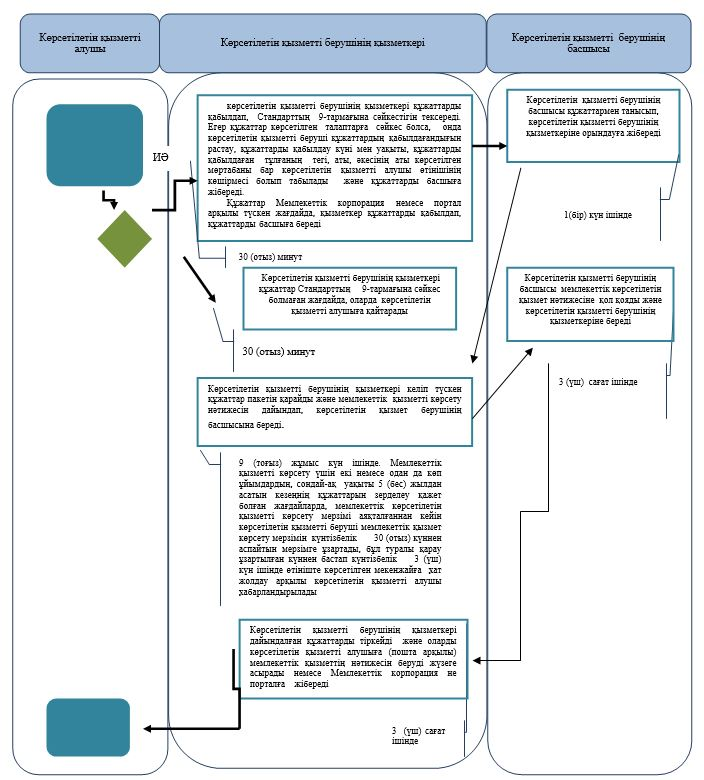 Көрсетілетін қызметті
алушы
Көрсетілетін қызметті берушінің қызметкері
Көрсетілетін қызметті берушінің
басшысы
көрсетілетін қызметті берушінің қызметкері құжаттарды
қабылдап, Стандарттың 9-тармағына сәйкестігін тексереді.
Егер құжаттар көрсетілген талаптарға сәйкес болса, онда
көрсетілетін қызметті беруші құжаттардың қабылдағандығын
растау, құжаттарды қабылдау күні мен уақыты, құжаттарды
қабылдаған тұлғаның тегі, аты, әкесінің аты көрсетілген
мөртабаны бар көрсетілетін қызметті алушы өтінішінің
көшірмесі болып табылады және құжаттарды басшыға
жібереді.
Құжаттар Мемлекеттік корпорация немесе портал
арқылы түскен жағдайда, қызметкер құжаттарды қабылдап,
құжаттарды басшыға береді
Көрсетілетін қызметті берушінің
басшысы құжаттармен танысып,
көрсетілетін қызметті берушінің
қызметкеріне орындауға жібереді
ИӘ
1(бір) күн ішінде
30 (отыз) минут
Көрсетілетін қызметті берушінің қызметкері
құжаттар Стандарттың 9-тармағына сәйкес
болмаған жағдайда, оларда көрсетілетін
қызметті алушыға қайтарады
Көрсетілетін қызметті берушінің
басшысы мемлекеттік көрсетілетін
қызмет нәтижесіне қол қояды және
көрсетілетін қызметті берушінің
қызметкеріне береді
30 (отыз) минут
3 (үш) сағат ішінде
Көрсетілетін қызметті берушінің қызметкері келіп түскен
құжаттар пакетін қарайды және мемлекеттік қызметті көрсету
нәтижесін дайындап, көрсетілетін қызмет берушінің
басшысына береді.
9 (тоғыз) жұмыс күн ішінде. Мемлекеттік
қызметті көрсету үшін екі немесе одан да көп
ұйымдардың, сондай-ақ уақыты 5 (бес) жылдан
асатын кезеңнің құжаттарын зерделеу қажет
болған жағдайларда, мемлекеттік көрсетілетін
қызметті көрсету мерзімі аяқталғаннан кейін
көрсетілетін қызметті беруші мемлекеттік қызмет
көрсету мерзімін күнтізбелік 30 (отыз) күннен
аспайтын мерзімге ұзартады, бұл туралы қарау
ұзартылған күннен бастап күнтізбелік 3 (үш)
күн ішінде өтініште көрсетілген мекенжайға хат
жолдау арқылы көрсетілетін қызметті алушы
хабарландырылады
Көрсетілетін қызметті берушінің қызметкері
дайындалған құжаттарды тіркейді және оларды
көрсетілетін қызметті алушыға (пошта арқылы)
мемлекеттік қызметтің нәтижесін беруді жүзеге
асырады немесе Мемлекеттік корпорация не
порталға жібереді
3 (үш) сағат
ішінде